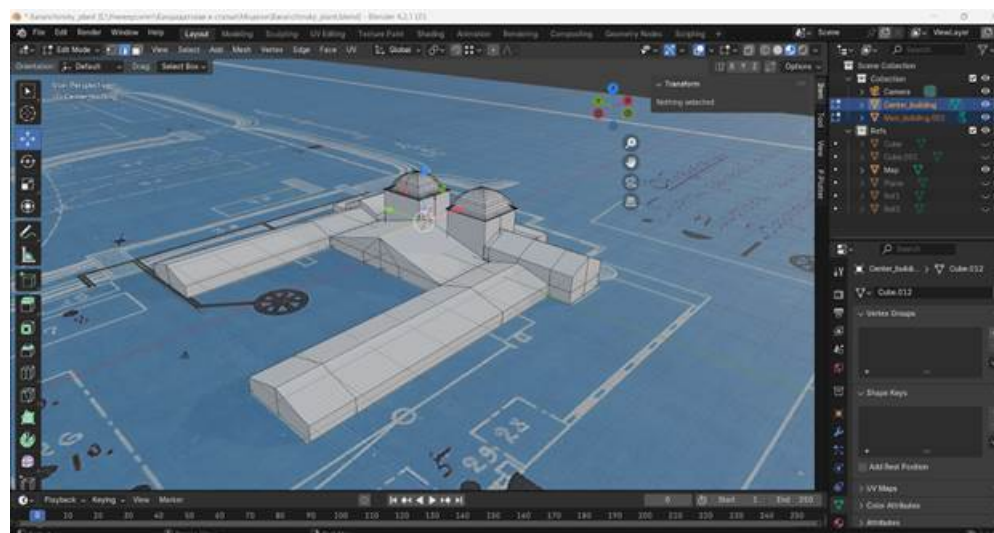 File Edit Render Window Help Layout Modeling Sculpting UV Editing Texture Paint Shading Animation Rendering Compositing Geometry Nodes Scripting + Scene ViewLayer
Edit Mode View Select Add Mesh Vertex Edge Face UV Global
Orientation: Default Drag: Select Box X Y Z Options
User Perspective
Transform
Nothing selected
Item
Tool
View
Scene Collection
Collection
Camera
Center_building
Main_building.001
Refs
Cube
Cube.001
Map
Plane
Ref1
Ref2
Search
Center_build... > Cube.012
Cube.012
Vertex Groups
Shape Keys
Add Rest Position
UV Maps
Color Attributes
Attributes
29,23
Playback Keying View Marker 0 Start 1 End 250
0 10 20 30 40 50 60 70 80 90 100 110 120 130 140 150 160 170 180 190 200 210 220 230 240 250